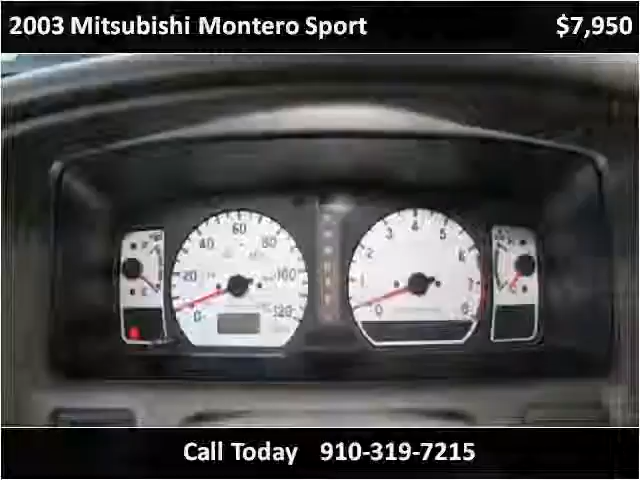 2003 Mitsubishi Montero Sport $7,950
20 40 60 80 100 120 0
0 1 2 3 4 5 6 7 8
F
E
H
C
Call Today 910-319-7215